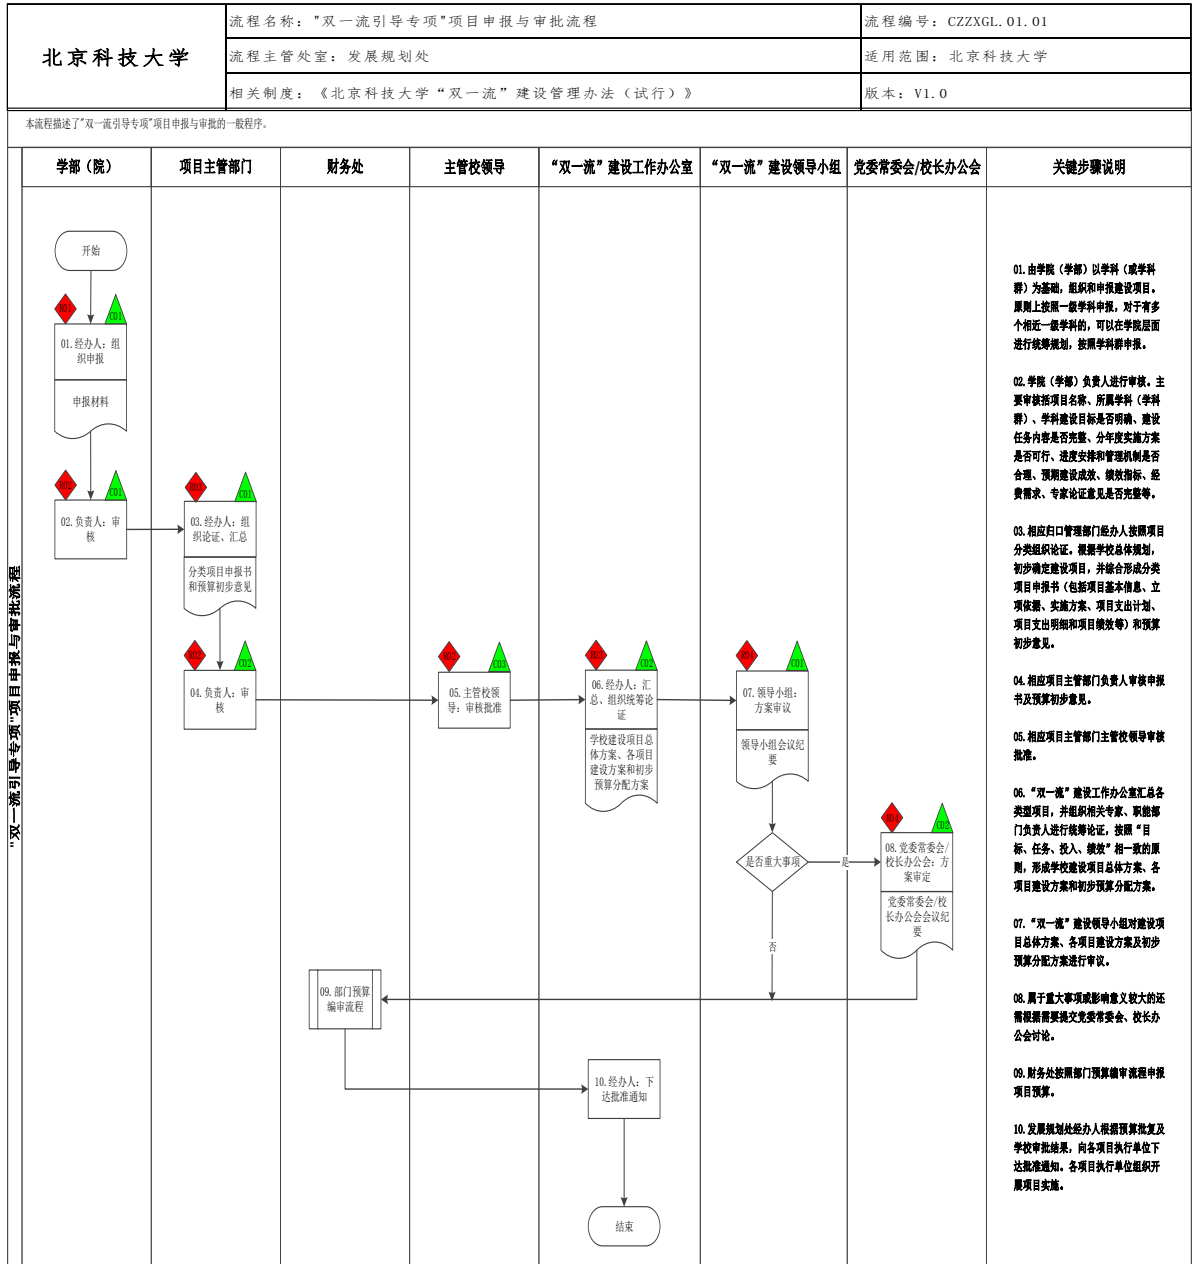 北京科技大学
流程名称："双一流引导专项"项目申报与审批流程
流程编号：CZZXGL.01.01
流程主管处室：发展规划处
适用范围：北京科技大学
相关制度：《北京科技大学“双一流”建设管理办法（试行）》
版本：V1.0
本流程描述了"双一流引导专项"项目申报与审批的一般程序。
学部（院）
项目主管部门
财务处
主管校领导
“双一流”建设工作办公室
“双一流”建设领导小组
党委常委会/校长办公会
关键步骤说明
"双一流引导专项"项目申报与审批流程
开始
R01
C01
01.经办人：组
织申报
申报材料
R02
C01
02.负责人：审
核
R03
C01
03.经办人：组
织论证、汇总
分类项目申报书
和预算初步意见
R02
C02
04.负责人：审
核
R02
C03
05.主管校领
导：审核批准
R03
C02
06.经办人：汇
总、组织统筹论
证
学校建设项目总
体方案、各项目
建设方案和初步
预算分配方案
R04
C01
07.领导小组：
方案审议
领导小组会议纪
要
是否重大事项
是
否
R04
C02
08.党委常委会/
校长办公会：方
案审定
党委常委会/校
长办公会会议纪
要
09.部门预算
编审流程
10.经办人：下
达批准通知
结束
01.由学院（学部）以学科（或学科
群）为基础，组织和申报建设项目。
原则上按照一级学科申报，对于有多
个相近一级学科的，可以在学院层面
进行统筹规划，按照学科群申报。
02.学院（学部）负责人进行审核。主
要审核括项目名称、所属学科（学科
群）、学科建设目标是否明确、建设
任务内容是否完整、分年度实施方案
是否可行、进度安排和管理机制是否
合理、预期建设成效、绩效指标、经
费需求、专家论证意见是否完整等。
03.相应归口管理部门经办人按照项目
分类组织论证。根据学校总体规划，
初步确定建设项目，并综合形成分类
项目申报书（包括项目基本信息、立
项依据、实施方案、项目支出计划、
项目支出明细和项目绩效等）和预算
初步意见。
04.相应项目主管部门负责人审核申报
书及预算初步意见。
05.相应项目主管部门主管校领导审核
批准。
06.“双一流”建设工作办公室汇总各
类型项目，并组织相关专家、职能部
门负责人进行统筹论证，按照“目
标、任务、投入、绩效”相一致的原
则，形成学校建设项目总体方案、各
项目建设方案和初步预算分配方案。
07.“双一流”建设领导小组对建设项
目总体方案、各项目建设方案及初步
预算分配方案进行审议。
08.属于重大事项或影响意义较大的还
需根据需要提交党委常委会、校长办
公会讨论。
09.财务处按照部门预算编审流程申报
项目预算。
10.发展规划处经办人根据预算批复及
学校审批结果，向各项目执行单位下
达批准通知。各项目执行单位组织开
展项目实施。